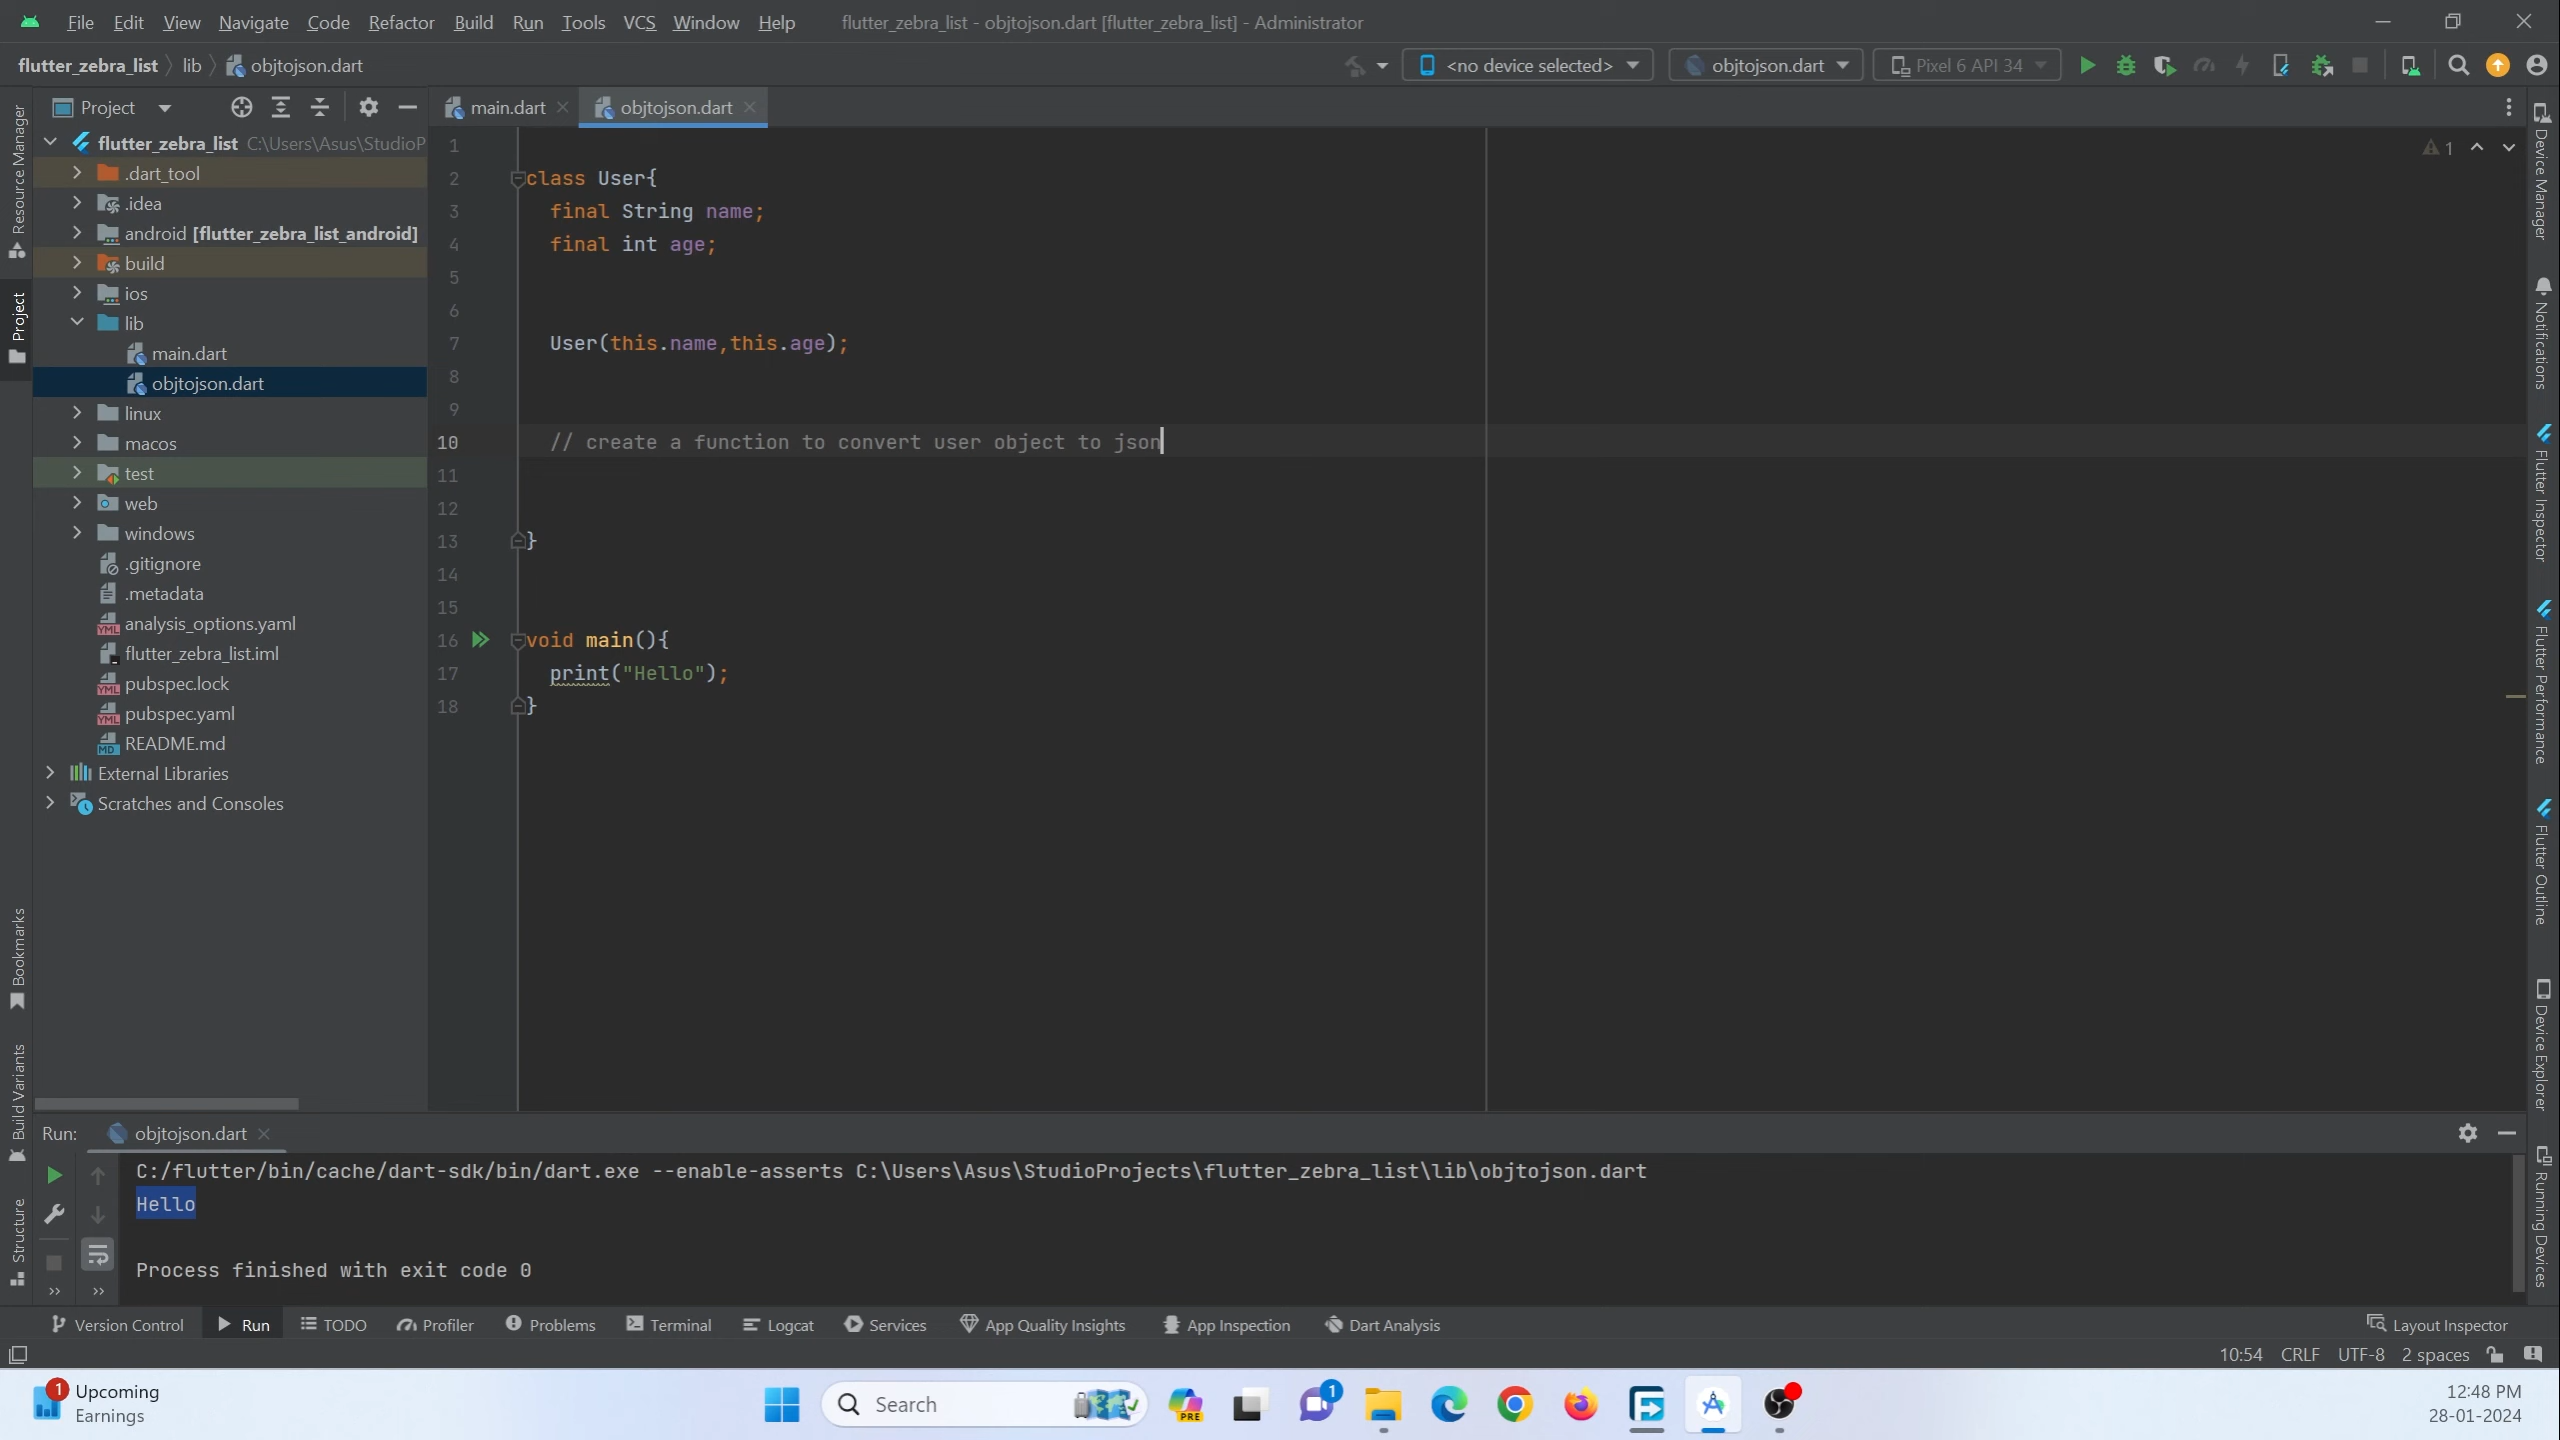 File Edit View Navigate Code Refactor Build Run Tools VCS Window Help flutter_zebra_list - objtojson.dart [flutter_zebra_list] - Administrator
flutter_zebra_list lib objtojson.dart <no device selected> objtojson.dart Pixel 6 API 34
Project
main.dart
objtojson.dart
flutter_zebra_list C:\Users\Asus\StudioP
.dart_tool
.idea
android [flutter_zebra_list_android]
build
ios
lib
main.dart
objtojson.dart
linux
macos
test
web
windows
.gitignore
.metadata
analysis_options.yaml
flutter_zebra_list.iml
pubspec.lock
pubspec.yaml
README.md
External Libraries
Scratches and Consoles
Resource Manager
Project
Bookmarks
Build Variants
Structure
1
2 class User{
3 final String name;
4 final int age;
5
6
7 User(this.name,this.age);
8
9
10 // create a function to convert user object to json
11
12
13 }
14
15
16 void main(){
17 print("Hello");
18 }
1
Device Manager
Notifications
Flutter Inspector
Flutter Performance
Flutter Outline
Device Explorer
Running Devices
Run: objtojson.dart
C:/flutter/bin/cache/dart-sdk/bin/dart.exe --enable-asserts C:\Users\Asus\StudioProjects\flutter_zebra_list\lib\objtojson.dart
Hello
Process finished with exit code 0
Version Control Run TODO Profiler Problems Terminal Logcat Services App Quality Insights App Inspection Dart Analysis Layout Inspector
10:54 CRLF UTF-8 2 spaces
1 Upcoming
Earnings
Search
PRE
1
12:48 PM
28-01-2024